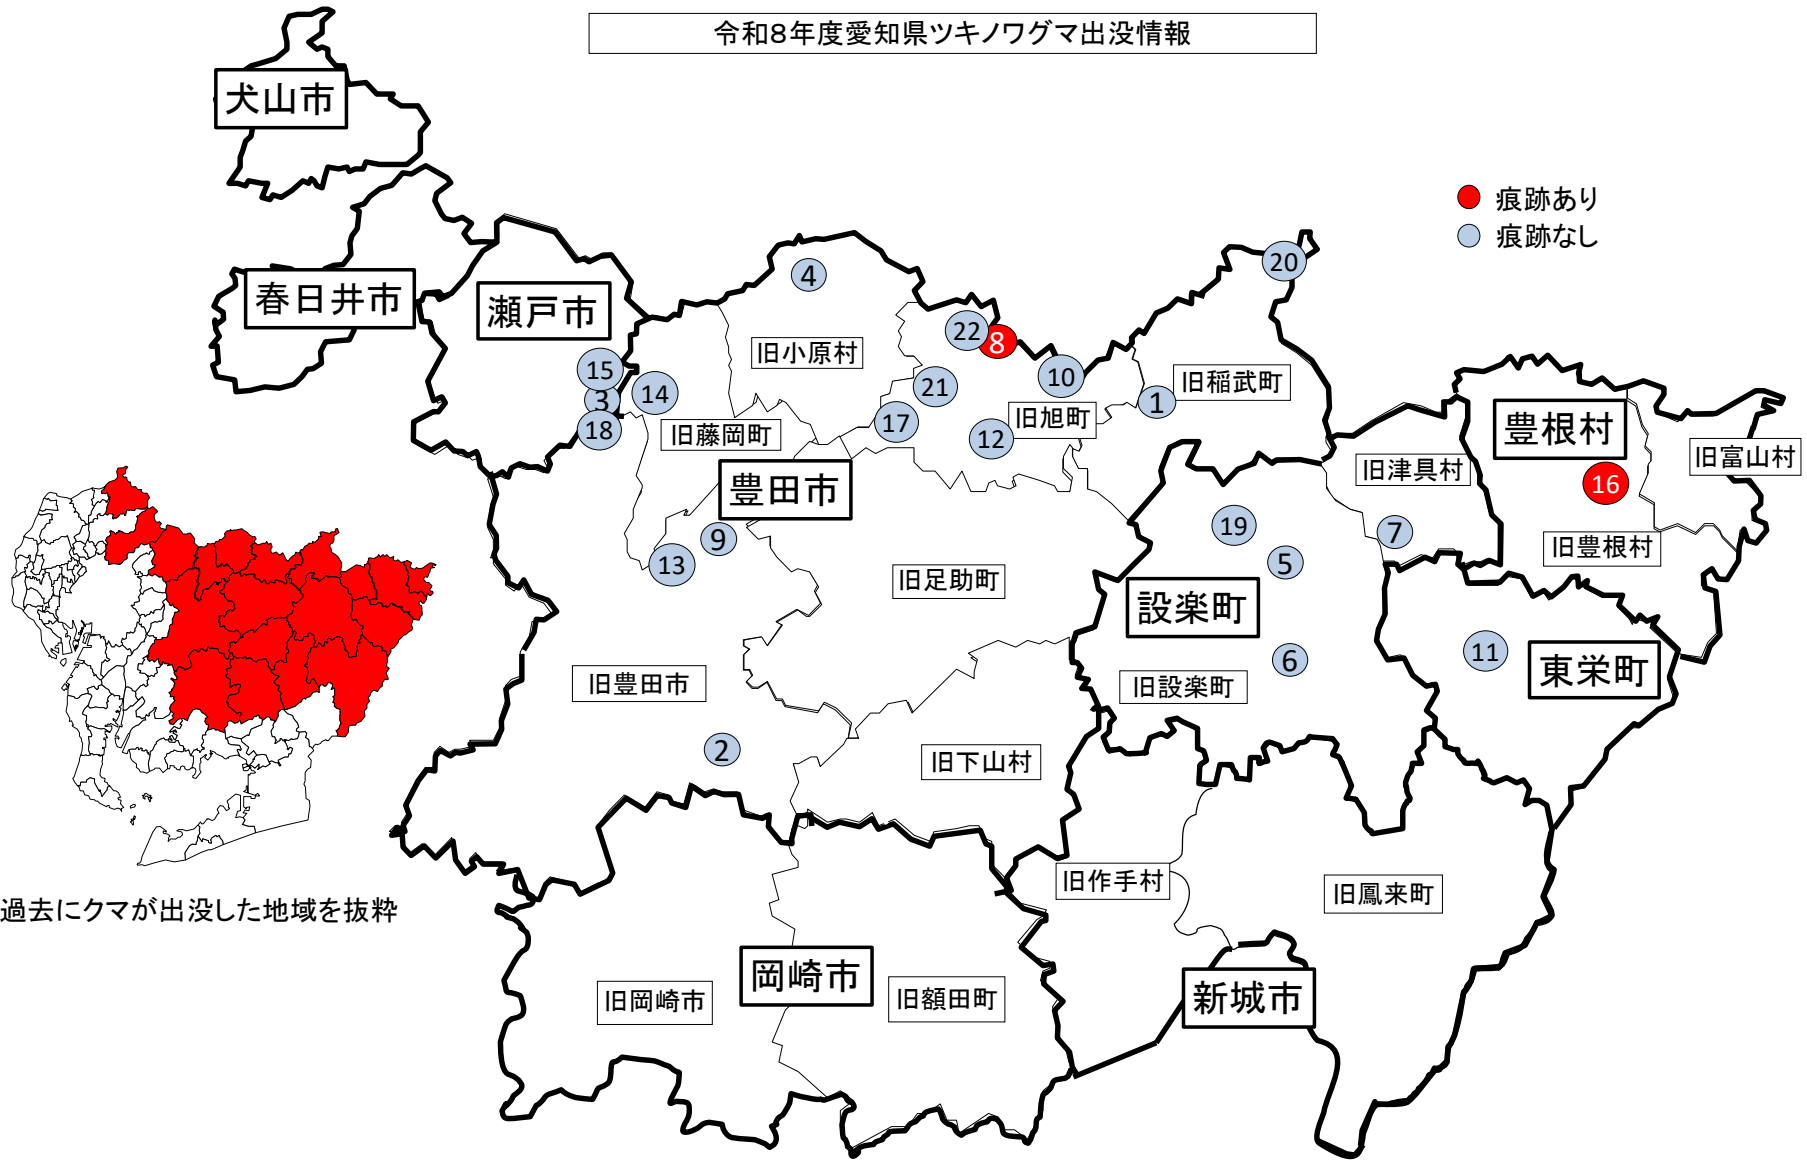 令和8年度愛知県ツキノワグマ出没情報
犬山市
痕跡あり
痕跡なし
春日井市
瀬戸市
4
20
22
8
旧小原村
15
14
3
18
21
10
旧稲武町
1
17
旧旭町
12
旧藤岡町
豊田市
豊根村
旧津具村
旧富山村
16
9
13
19
7
5
旧豊根村
旧足助町
設楽町
6
11
東栄町
旧豊田市
旧設楽町
2
旧下山村
旧作手村
旧鳳来町
過去にクマが出没した地域を抜粋
岡崎市
旧岡崎市
旧額田町
新城市